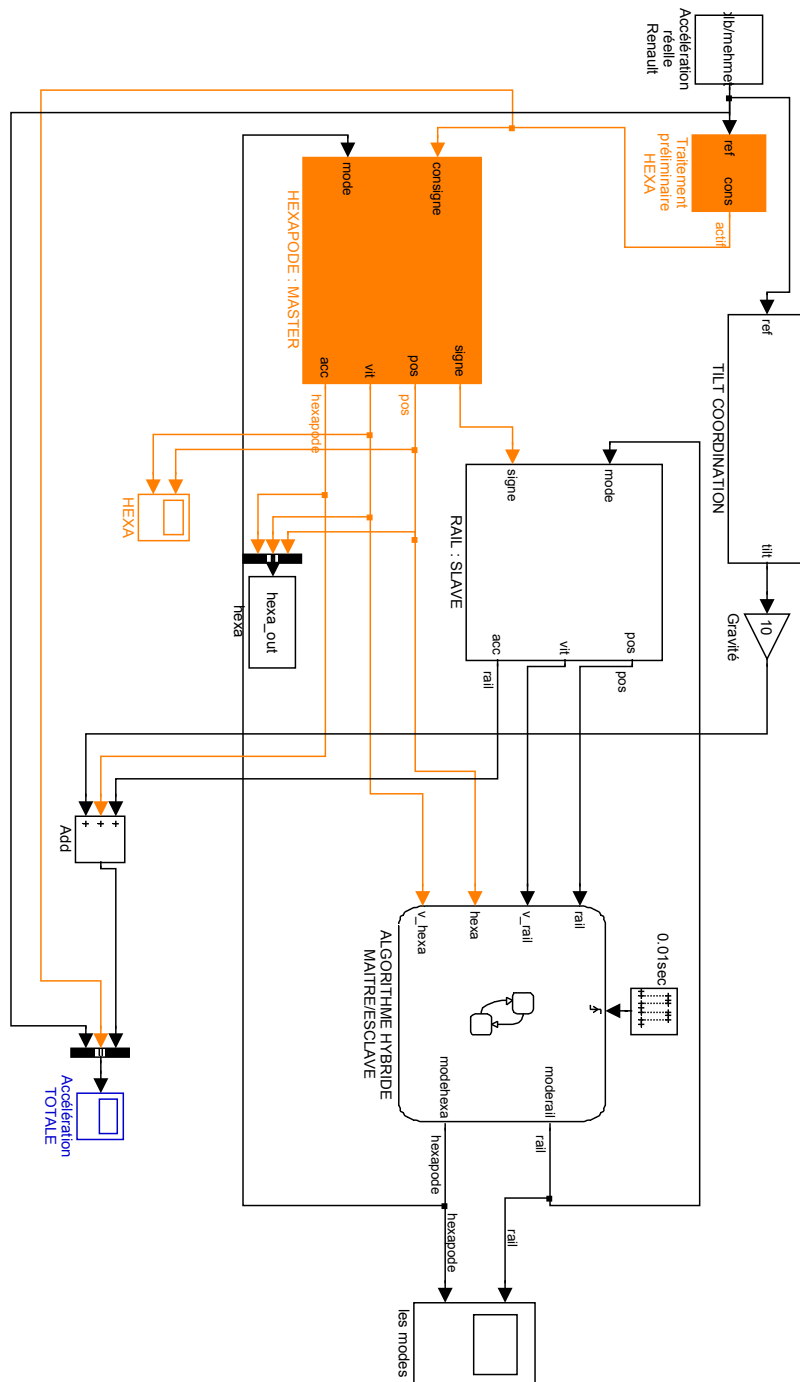 lb/mehmet
Accélération
réelle
Renault
ref
cons
Traitement
préliminaire
HEXA
actif
ref
tilt
TILT COORDINATION
10
Gravité
consigne
mode
signe
pos
vit
acc
HEXAPODE : MASTER
pos
hexapode
HEXA
mode
signe
pos
vit
acc
RAIL : SLAVE
pos
rail
hexa_out
hexa
+
+
+
Add
0.01sec
rail
v_rail
hexa
v_hexa
moderail
modehexa
ALGORITHME HYBRIDE
MAITRE/ESCLAVE
rail
hexapode
rail
hexapode
les modes
Accélération
TOTALE